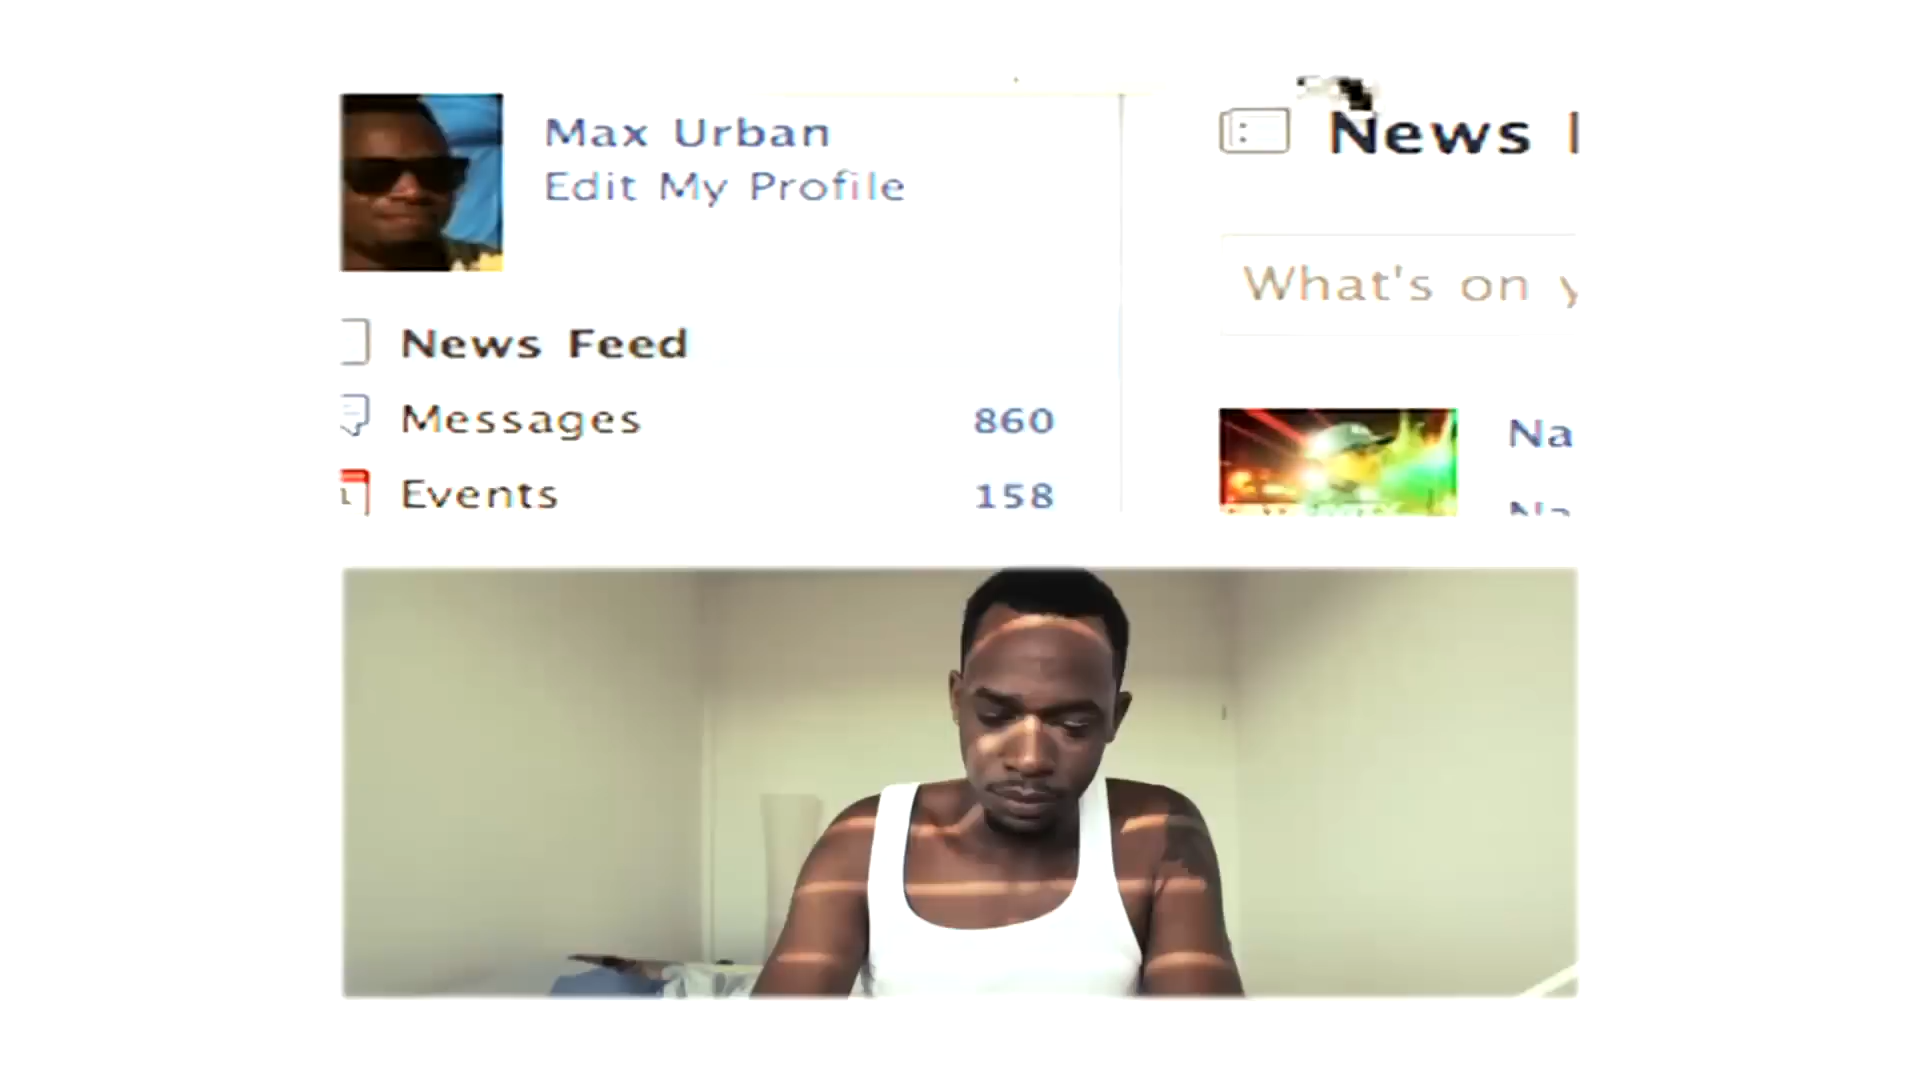 Max Urban
Edit My Profile
News Feed
Messages 860
Events 158
News
What's on
Na